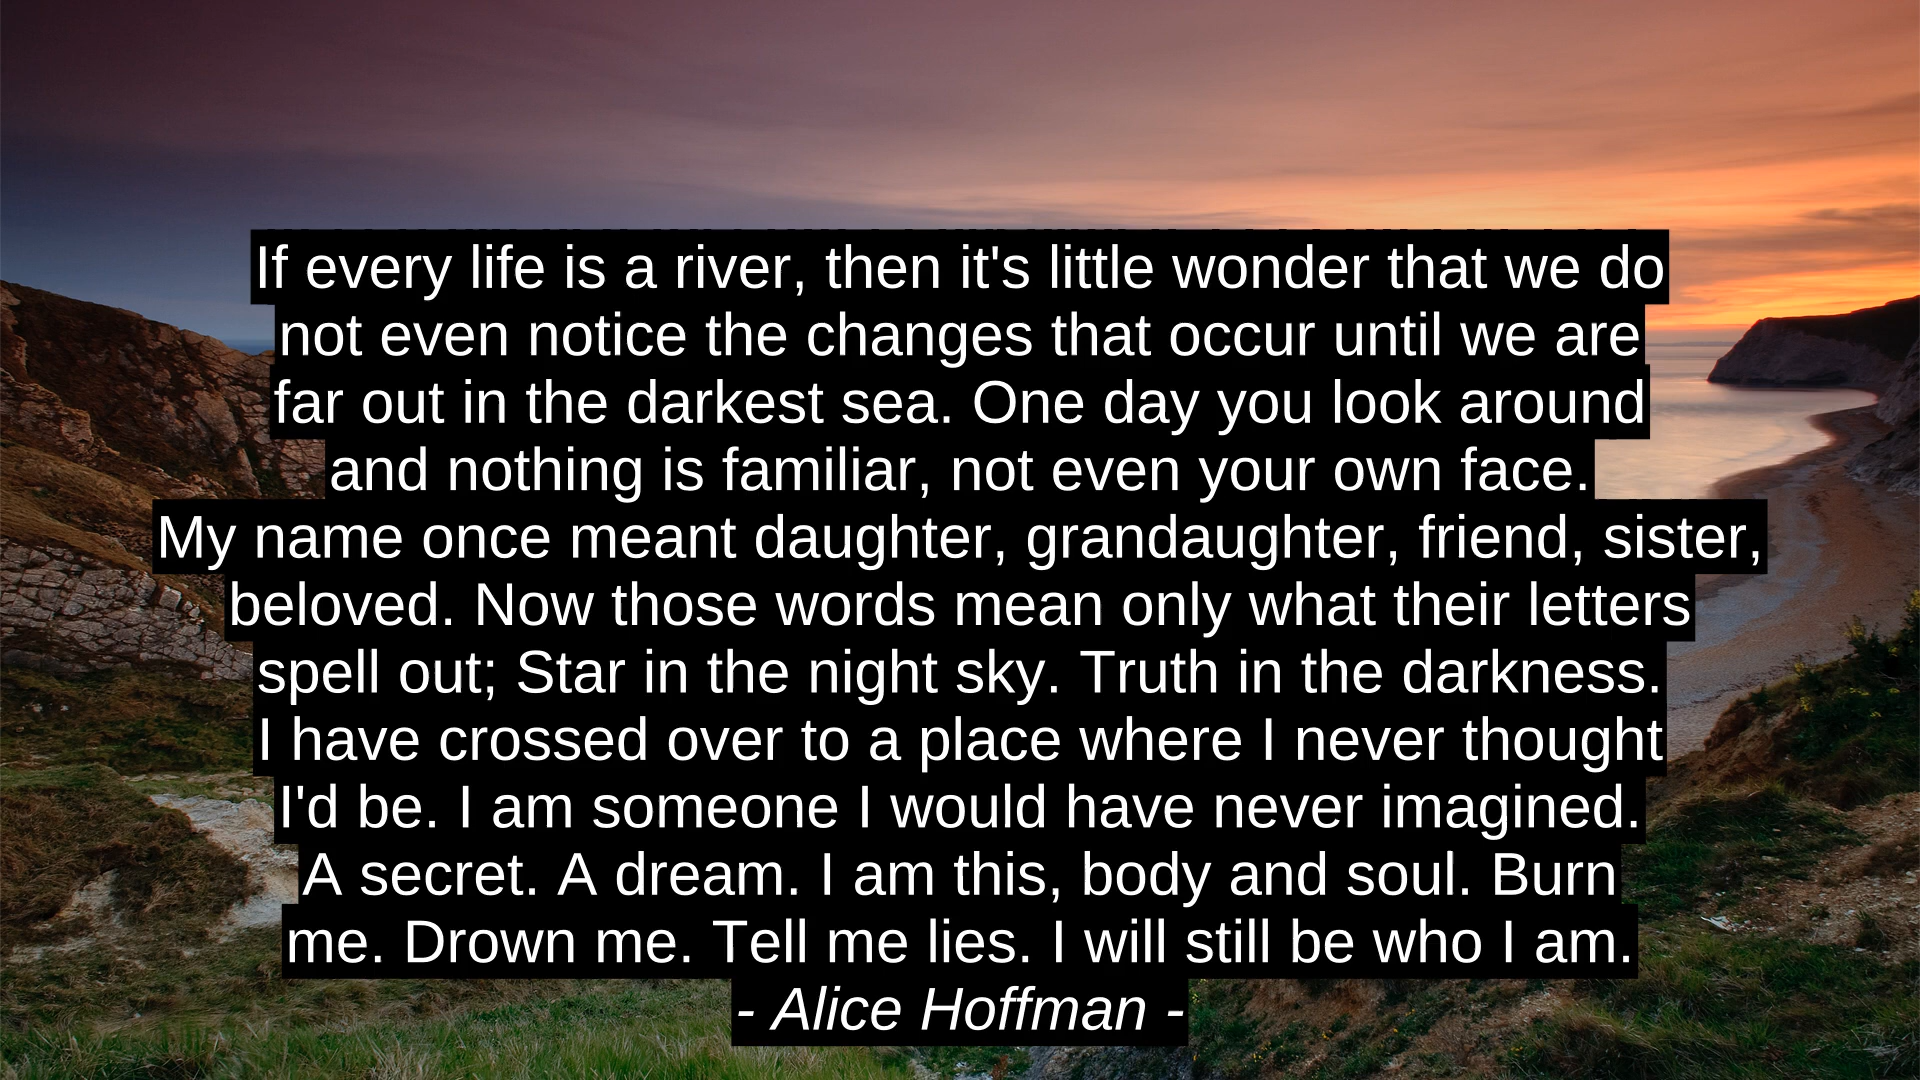 If every life is a river, then it's little wonder that we do
not even notice the changes that occur until we are
far out in the darkest sea. One day you look around
and nothing is familiar, not even your own face.
My name once meant daughter, grandaughter, friend, sister,
beloved. Now those words mean only what their letters
spell out; Star in the night sky. Truth in the darkness.
I have crossed over to a place where I never thought
I'd be. I am someone I would have never imagined.
A secret. A dream. I am this, body and soul. Burn
me. Drown me. Tell me lies. I will still be who I am.
- Alice Hoffman -